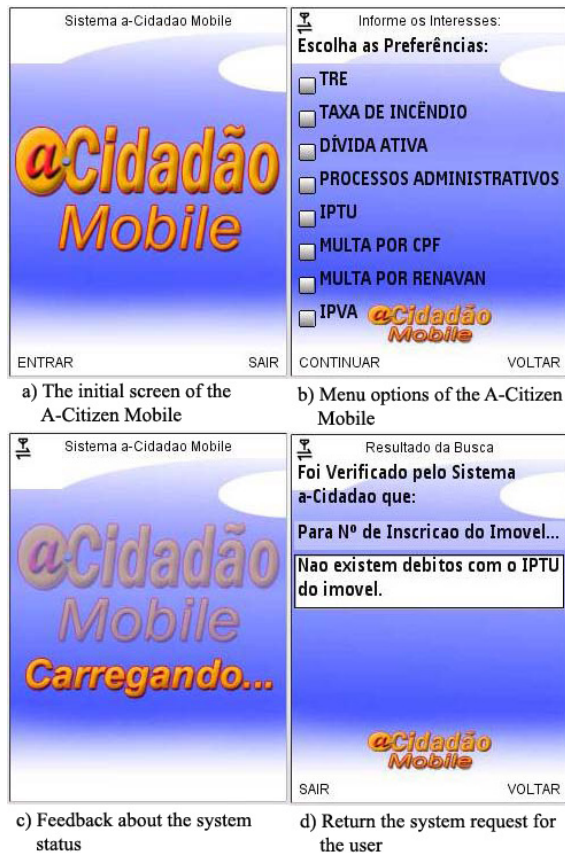 Sistema a-Cidadao Mobile
@-Cidadão
Mobile
ENTRAR SAIR
a) The initial screen of the
A-Citizen Mobile
Informe os Interesses:
Escolha as Preferências:
TRE
TAXA DE INCÊNDIO
DÍVIDA ATIVA
PROCESSOS ADMINISTRATIVOS
IPTU
MULTA POR CPF
MULTA POR RENAVAN
IPVA
@Cidadão
Mobile
CONTINUAR VOLTAR
b) Menu options of the A-Citizen
Mobile
Sistema a-Cidadao Mobile
@-Cidadão
Mobile
Carregando...
c) Feedback about the system
status
Resultado da Busca
Foi Verificado pelo Sistema
a-Cidadao que:
Para Nº de Inscricao do Imovel...
Nao existem debitos com o IPTU
do imovel.
@Cidadão
Mobile
SAIR VOLTAR
d) Return the system request for
the user